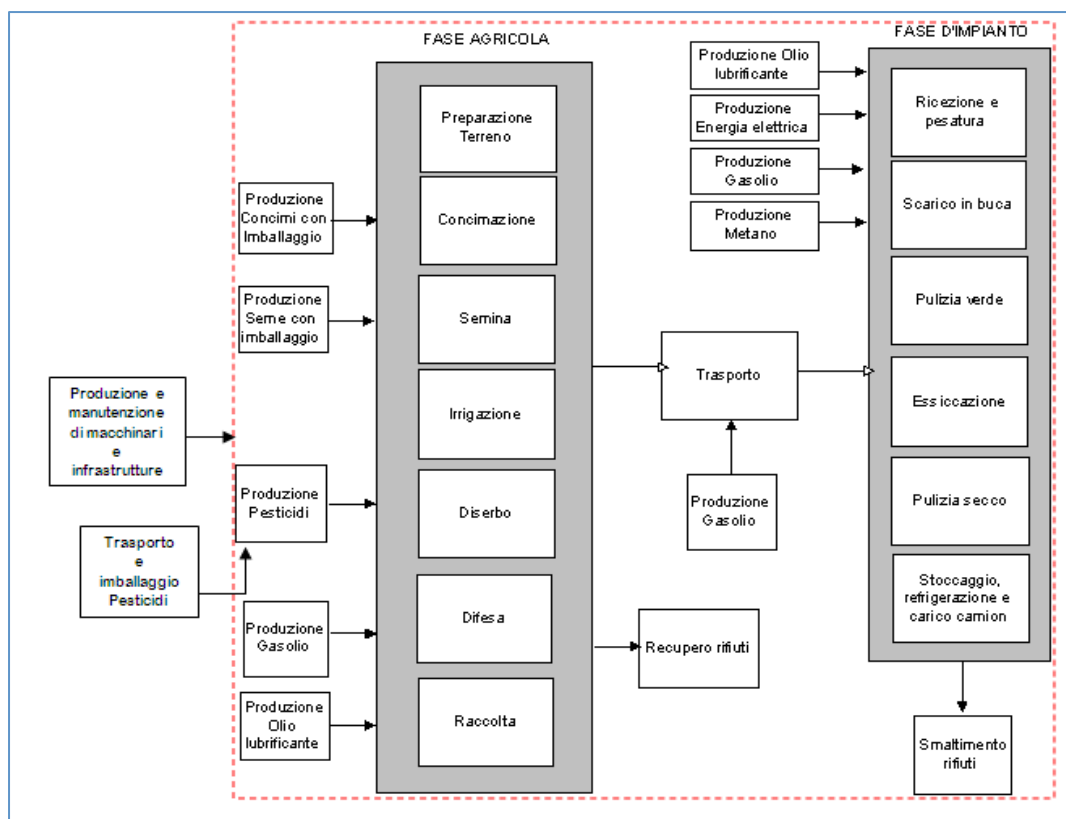 FASE AGRICOLA
Preparazione
Terreno
Concimazione
Semina
Irrigazione
Diserbo
Difesa
Raccolta
Produzione
Concimi con
Imballaggio
Produzione
Seme con
imballaggio
Produzione e
manutenzione
di macchinari
e
infrastrutture
Produzione
Pesticidi
Trasporto
e
imballaggio
Pesticidi
Produzione
Gasolio
Produzione
Olio
lubrificante
Trasporto
Produzione
Gasolio
Recupero rifiuti
FASE D'IMPIANTO
Produzione Olio
lubrificante
Produzione
Energia elettrica
Produzione
Gasolio
Produzione
Metano
Ricezione e
pesatura
Scarico in buca
Pulizia verde
Essiccazione
Pulizia secco
Stoccaggio,
refrigerazione e
carico camion
Smaltimento
rifiuti